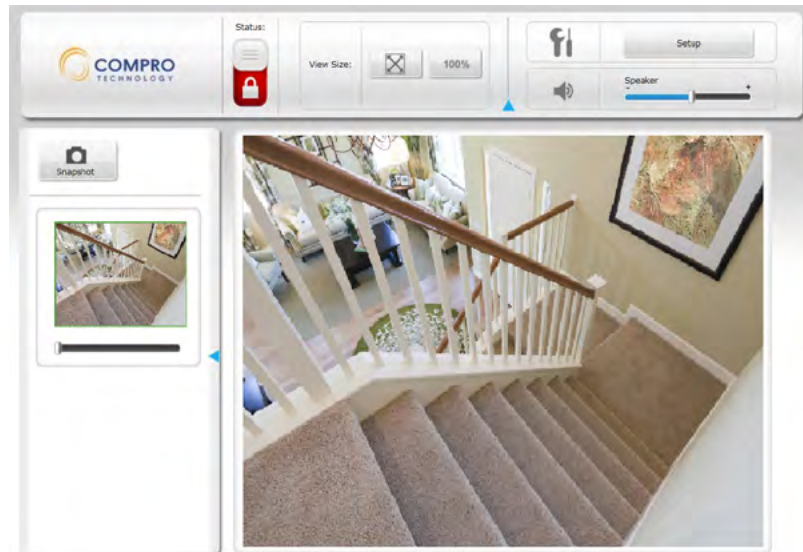 Status:
COMPRO
TECHNOLOGY
View Size:
100%
Setup
Speaker
- +
Snapshot